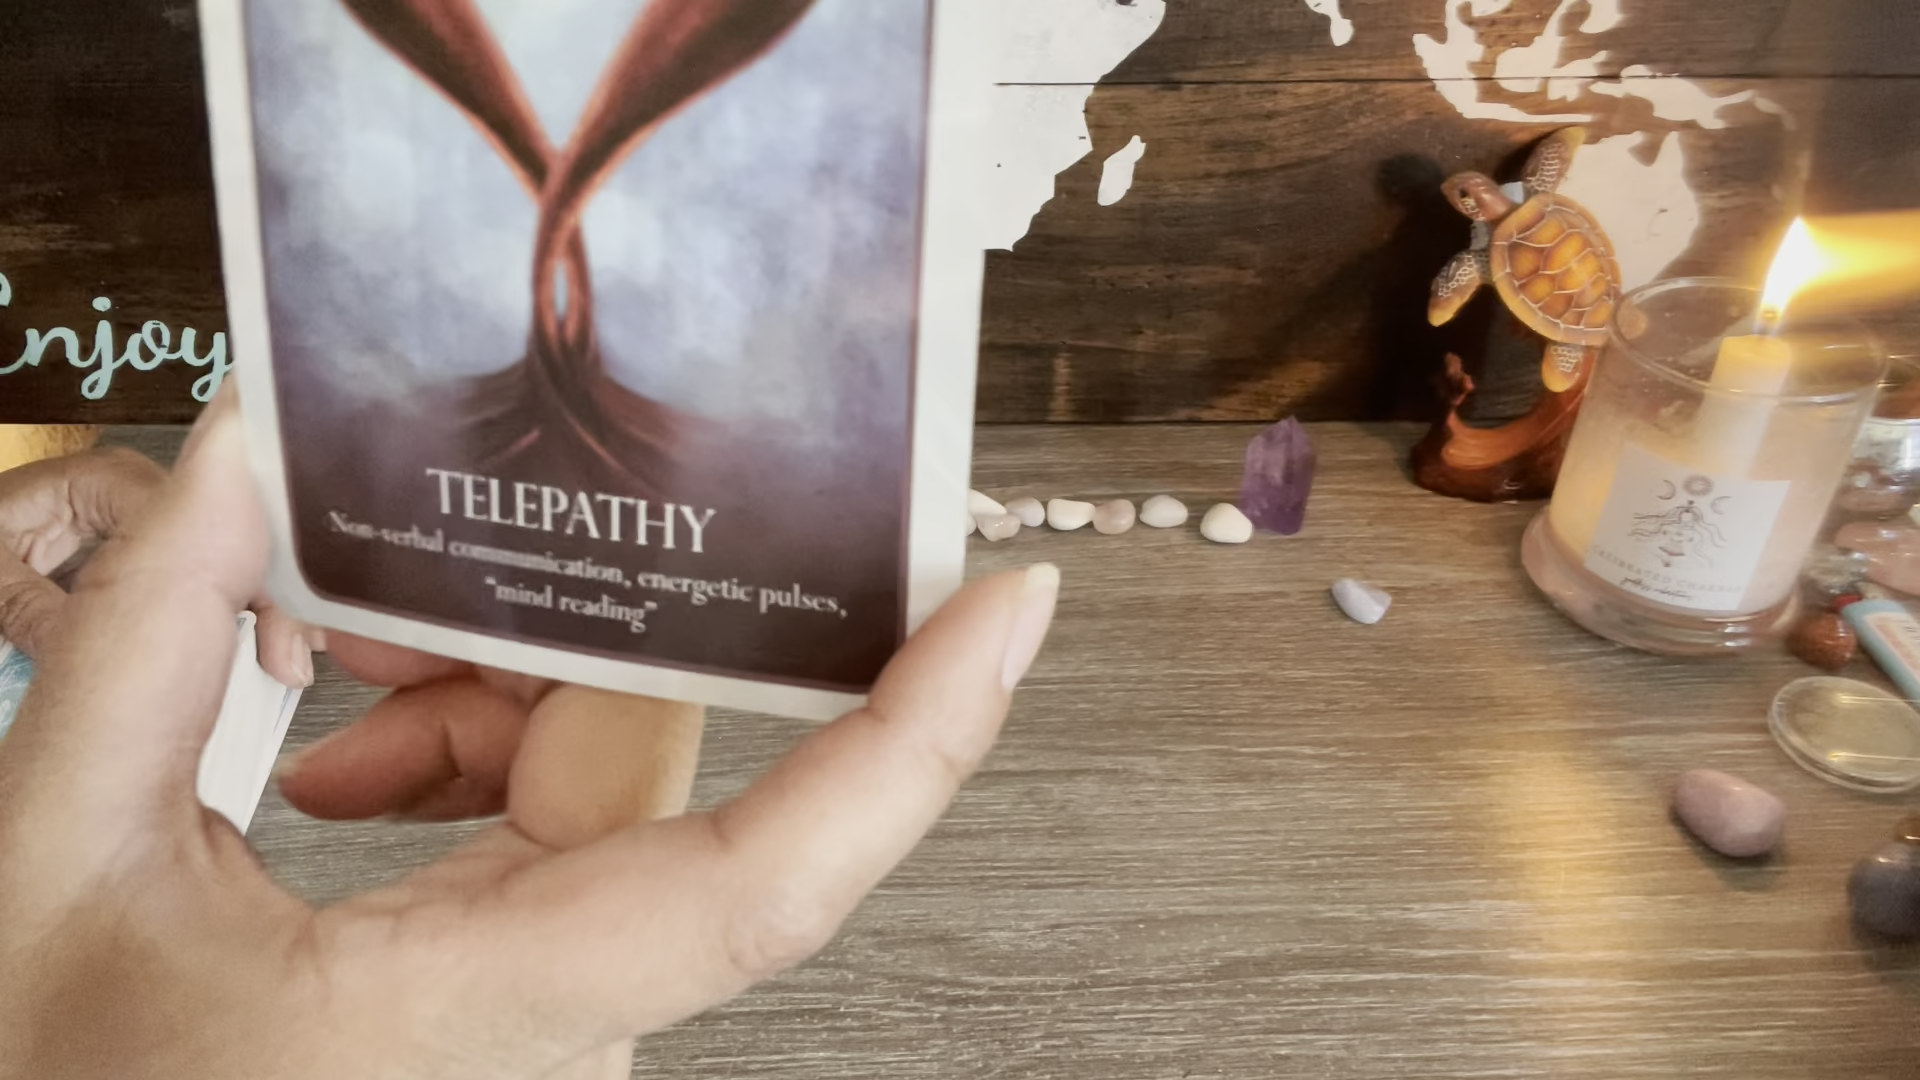 Enjoy
TELEPATHY
Non-verbal communication, energetic pulses,
"mind reading"